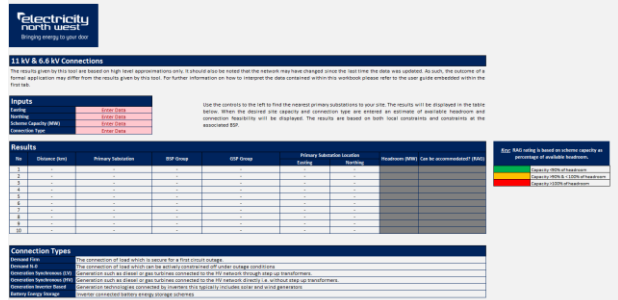 electricity
north west
Bringing energy to your door
11 kV & 6.6 kV Connections
The results given by this tool are based on high level approximations only. It should also be noted that the network may have changed since the last time the data was updated. As such, the outcome of a
formal application may differ from the results given by this tool. For further information on how to interpret the data contained within this workbook please refer to the user guide embedded within the
first tab.
Inputs
Easting Enter Data
Northing Enter Data
Scheme Capacity (MW) Enter Data
Connection Type Enter Data
Use the controls to the left to find the nearest primary substations to your site. The results will be displayed in the table
below. When the desired site capacity and connection type are entered an estimate of available headroom and
connection feasibility will be displayed. The results are based on both local constraints and constraints at the
associated BSP.
Results
No Distance (km) Primary Substation BSP Group GSP Group Primary Substation Location Easting Northing Headroom (MW) Can be accommodated? (RAG)
1 - - - - - -
2 - - - - - -
3 - - - - - -
4 - - - - - -
5 - - - - - -
6 - - - - - -
7 - - - - - -
8 - - - - - -
9 - - - - - -
10 - - - - - -
Key: RAG rating is based on scheme capacity as
percentage of available headroom.
Capacity <90% of headroom
Capacity >90% & <100% of headroom
Capacity >100% of headroom
Connection Types
Demand Firm The connection of load which is secure for a first circuit outage.
Demand N-0 The connection of load which can be actively constrained off under outage conditions
Generation Synchronous (LV) Generation such as diesel or gas turbines connected to the HV network through step up transformers.
Generation Synchronous (HV) Generation such as diesel or gas turbines connected to the HV network directly i.e. without step up transformers.
Generation Inverter Based Generation technologies connected by inverters this typically includes solar and wind generators
Battery Energy Storage Inverter connected battery energy storage schemes